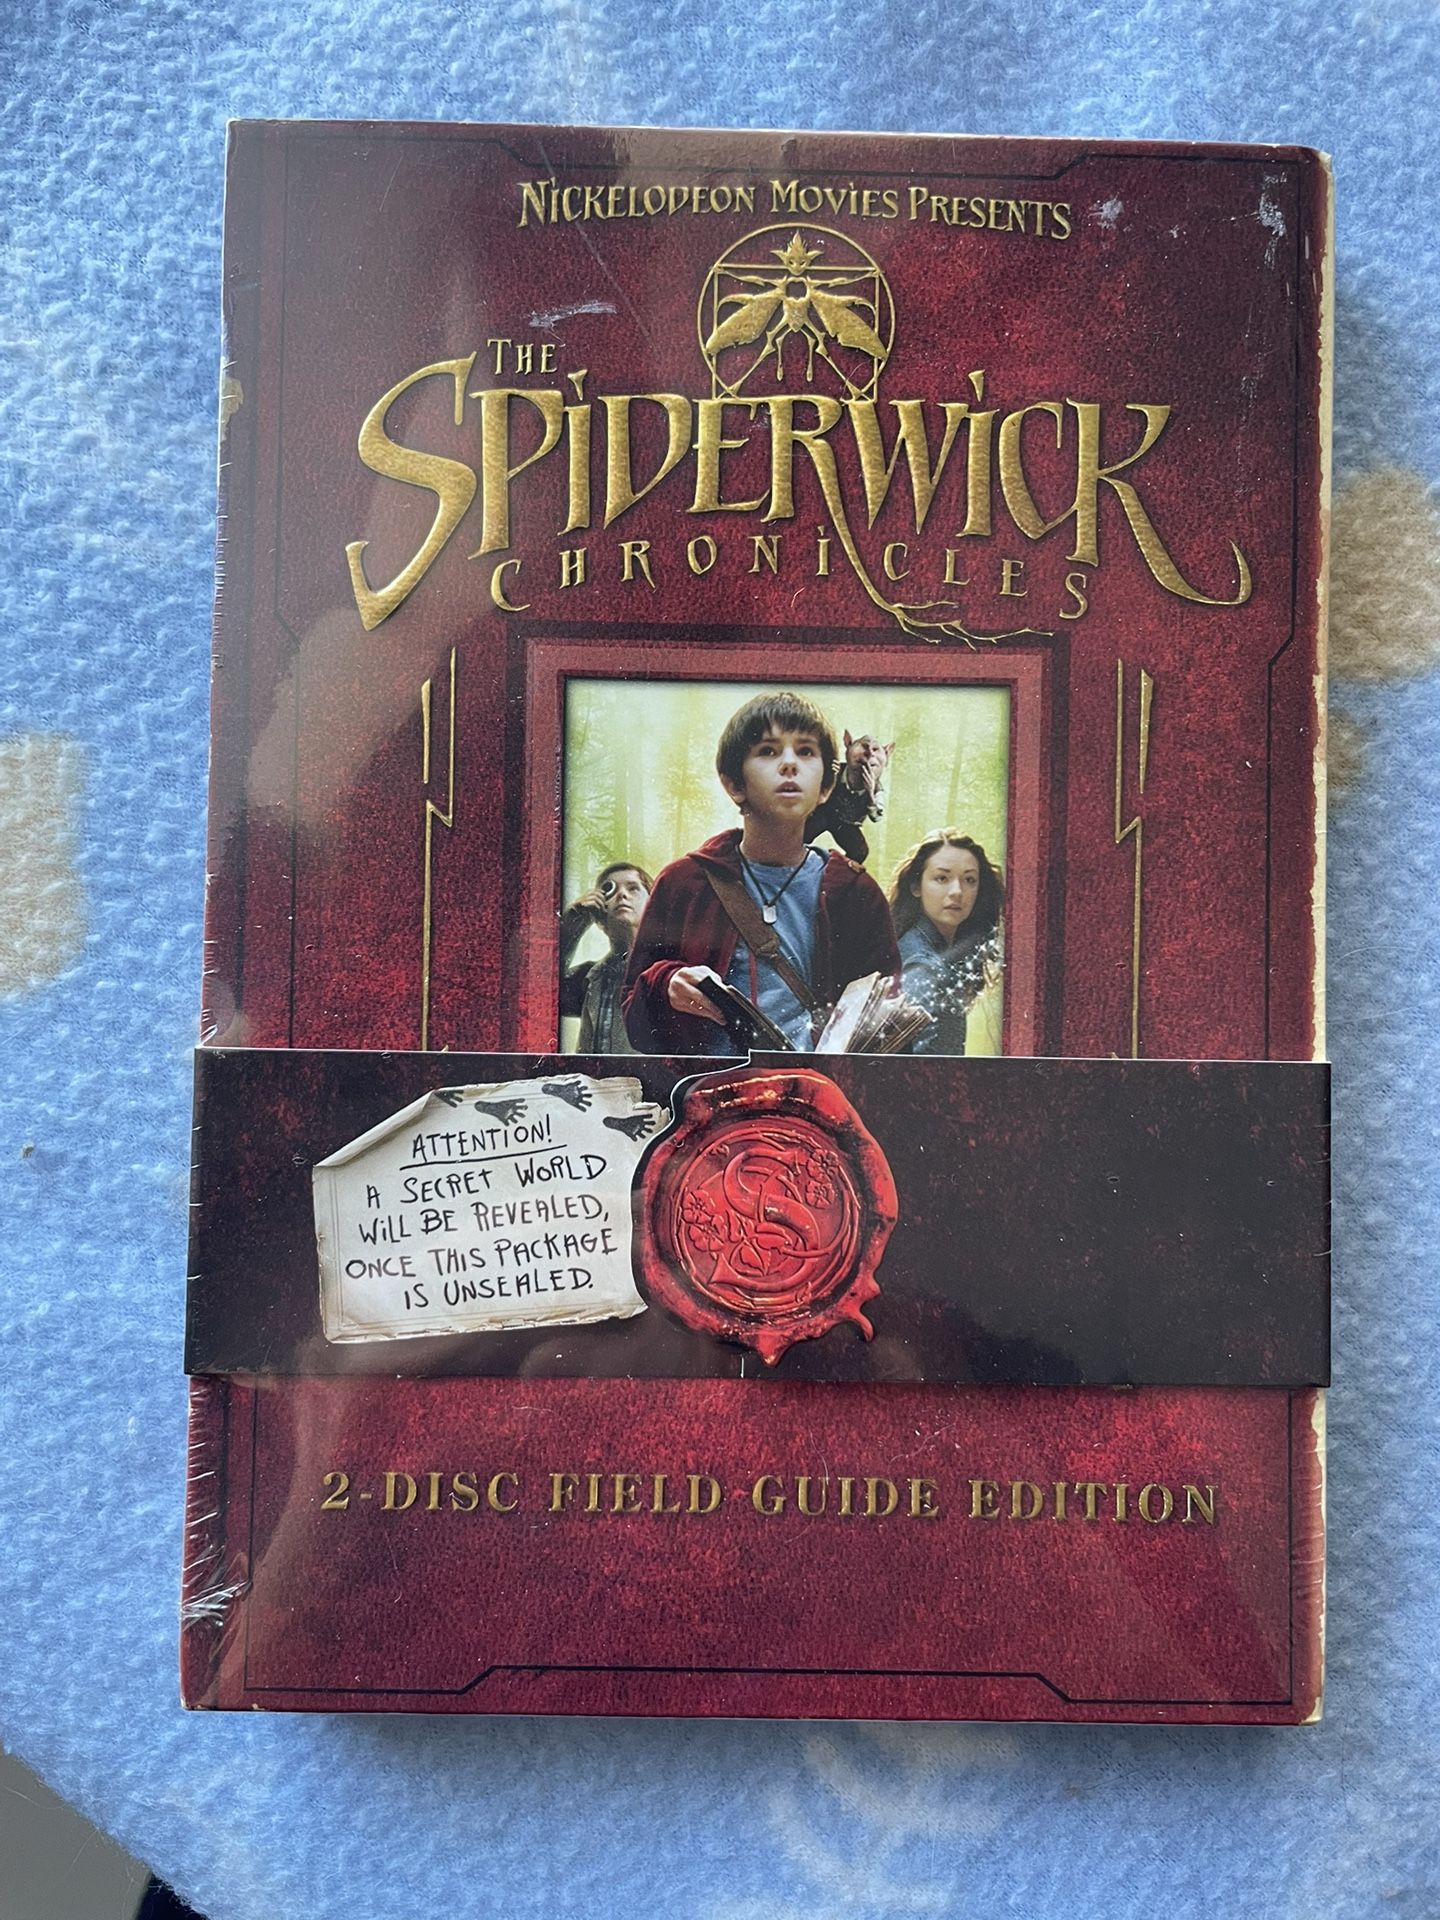 NICKELODEON MOVIES PRESENTS
THE
SPIDERWICK
CHRONICLES
ATTENTION!
A SECRET WORLD
WILL BE REVEALED,
ONCE THIS PACKAGE
IS UNSEALED.
S
2-DISC FIELD GUIDE EDITION